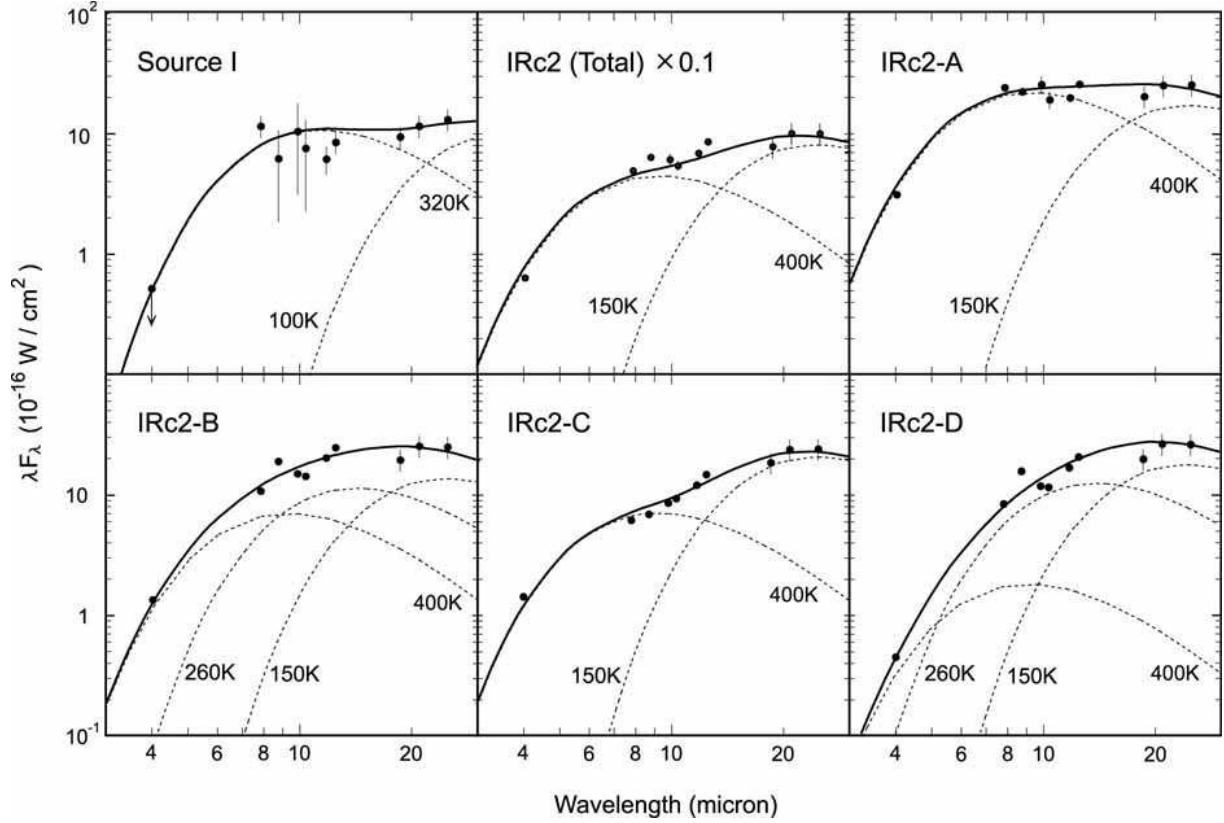 10²
Source I
IRc2 (Total) ×0.1
IRc2-A
10
320K
400K
400K
1
100K
150K
150K
λFλ (10⁻¹⁶ W / cm²)
IRc2-B
IRc2-C
IRc2-D
10
400K
400K
1
260K
150K
150K
260K
150K
400K
10⁻¹
4 6 8 10 20
4 6 8 10 20
4 6 8 10 20
Wavelength (micron)